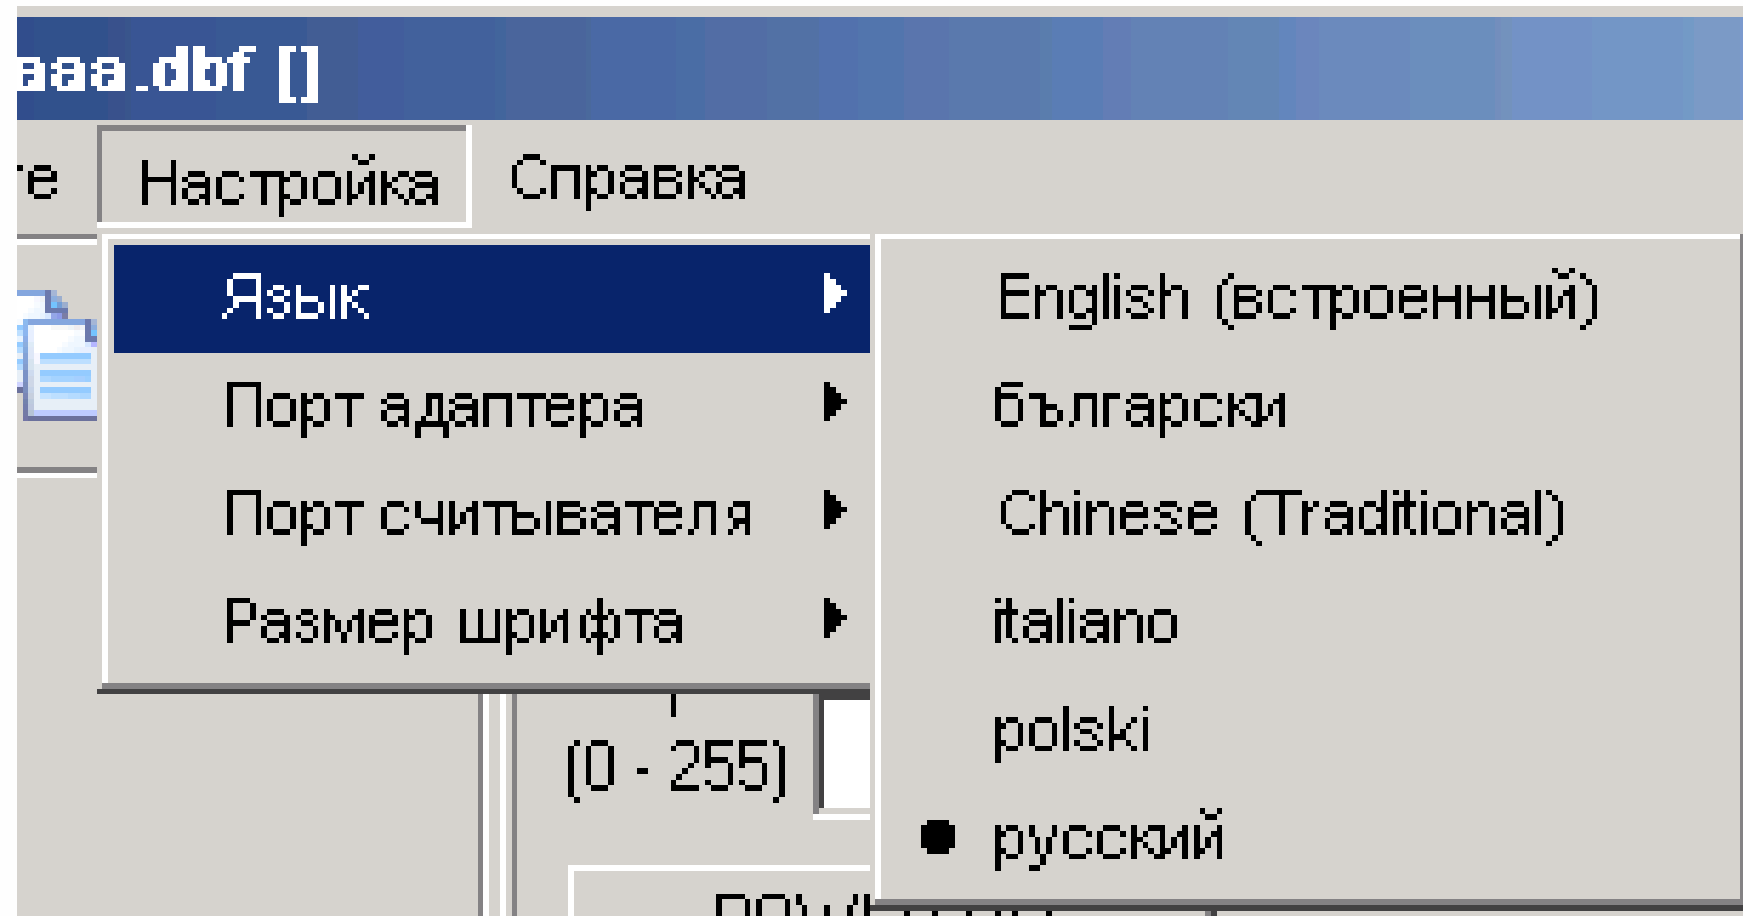 aaa.dbf []
Настройка Справка
Язык
Порт адаптера
Порт считывателя
Размер шрифта
English (встроенный)
български
Chinese (Traditional)
italiano
polski
русский
(0 - 255)